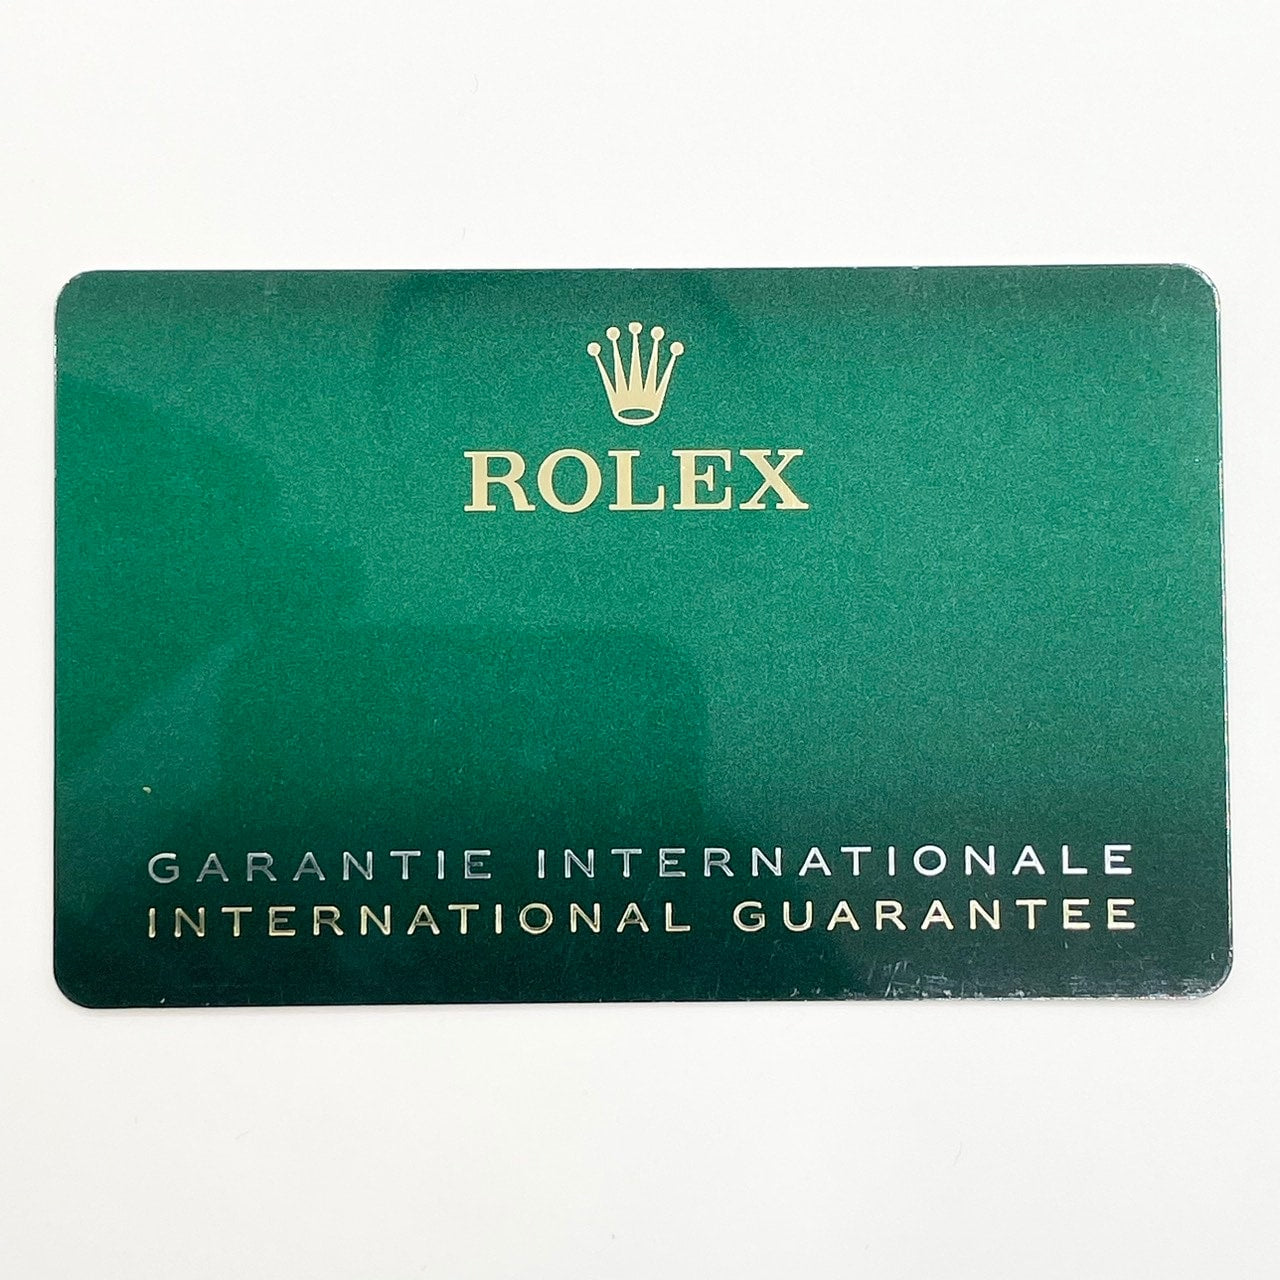 ROLEX
GARANTIE INTERNATIONALE
INTERNATIONAL GUARANTEE